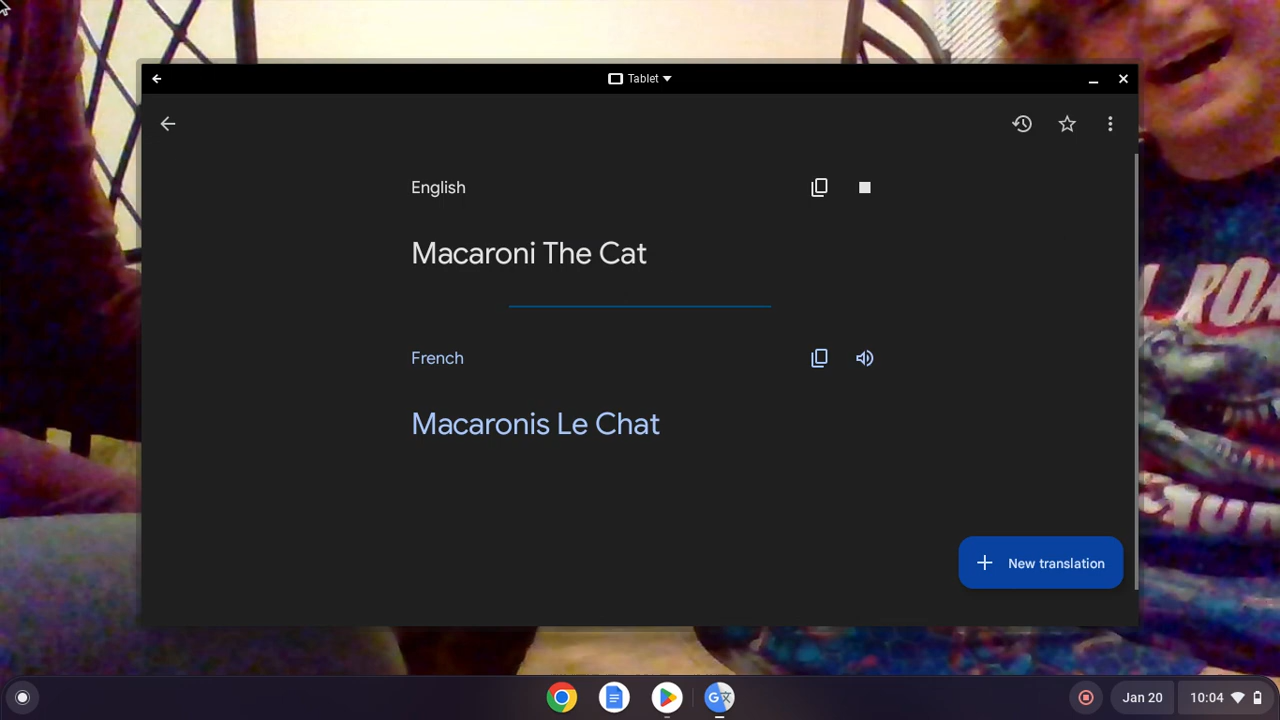 Tablet
English
Macaroni The Cat
French
Macaronis Le Chat
New translation
Jan 20
10:04